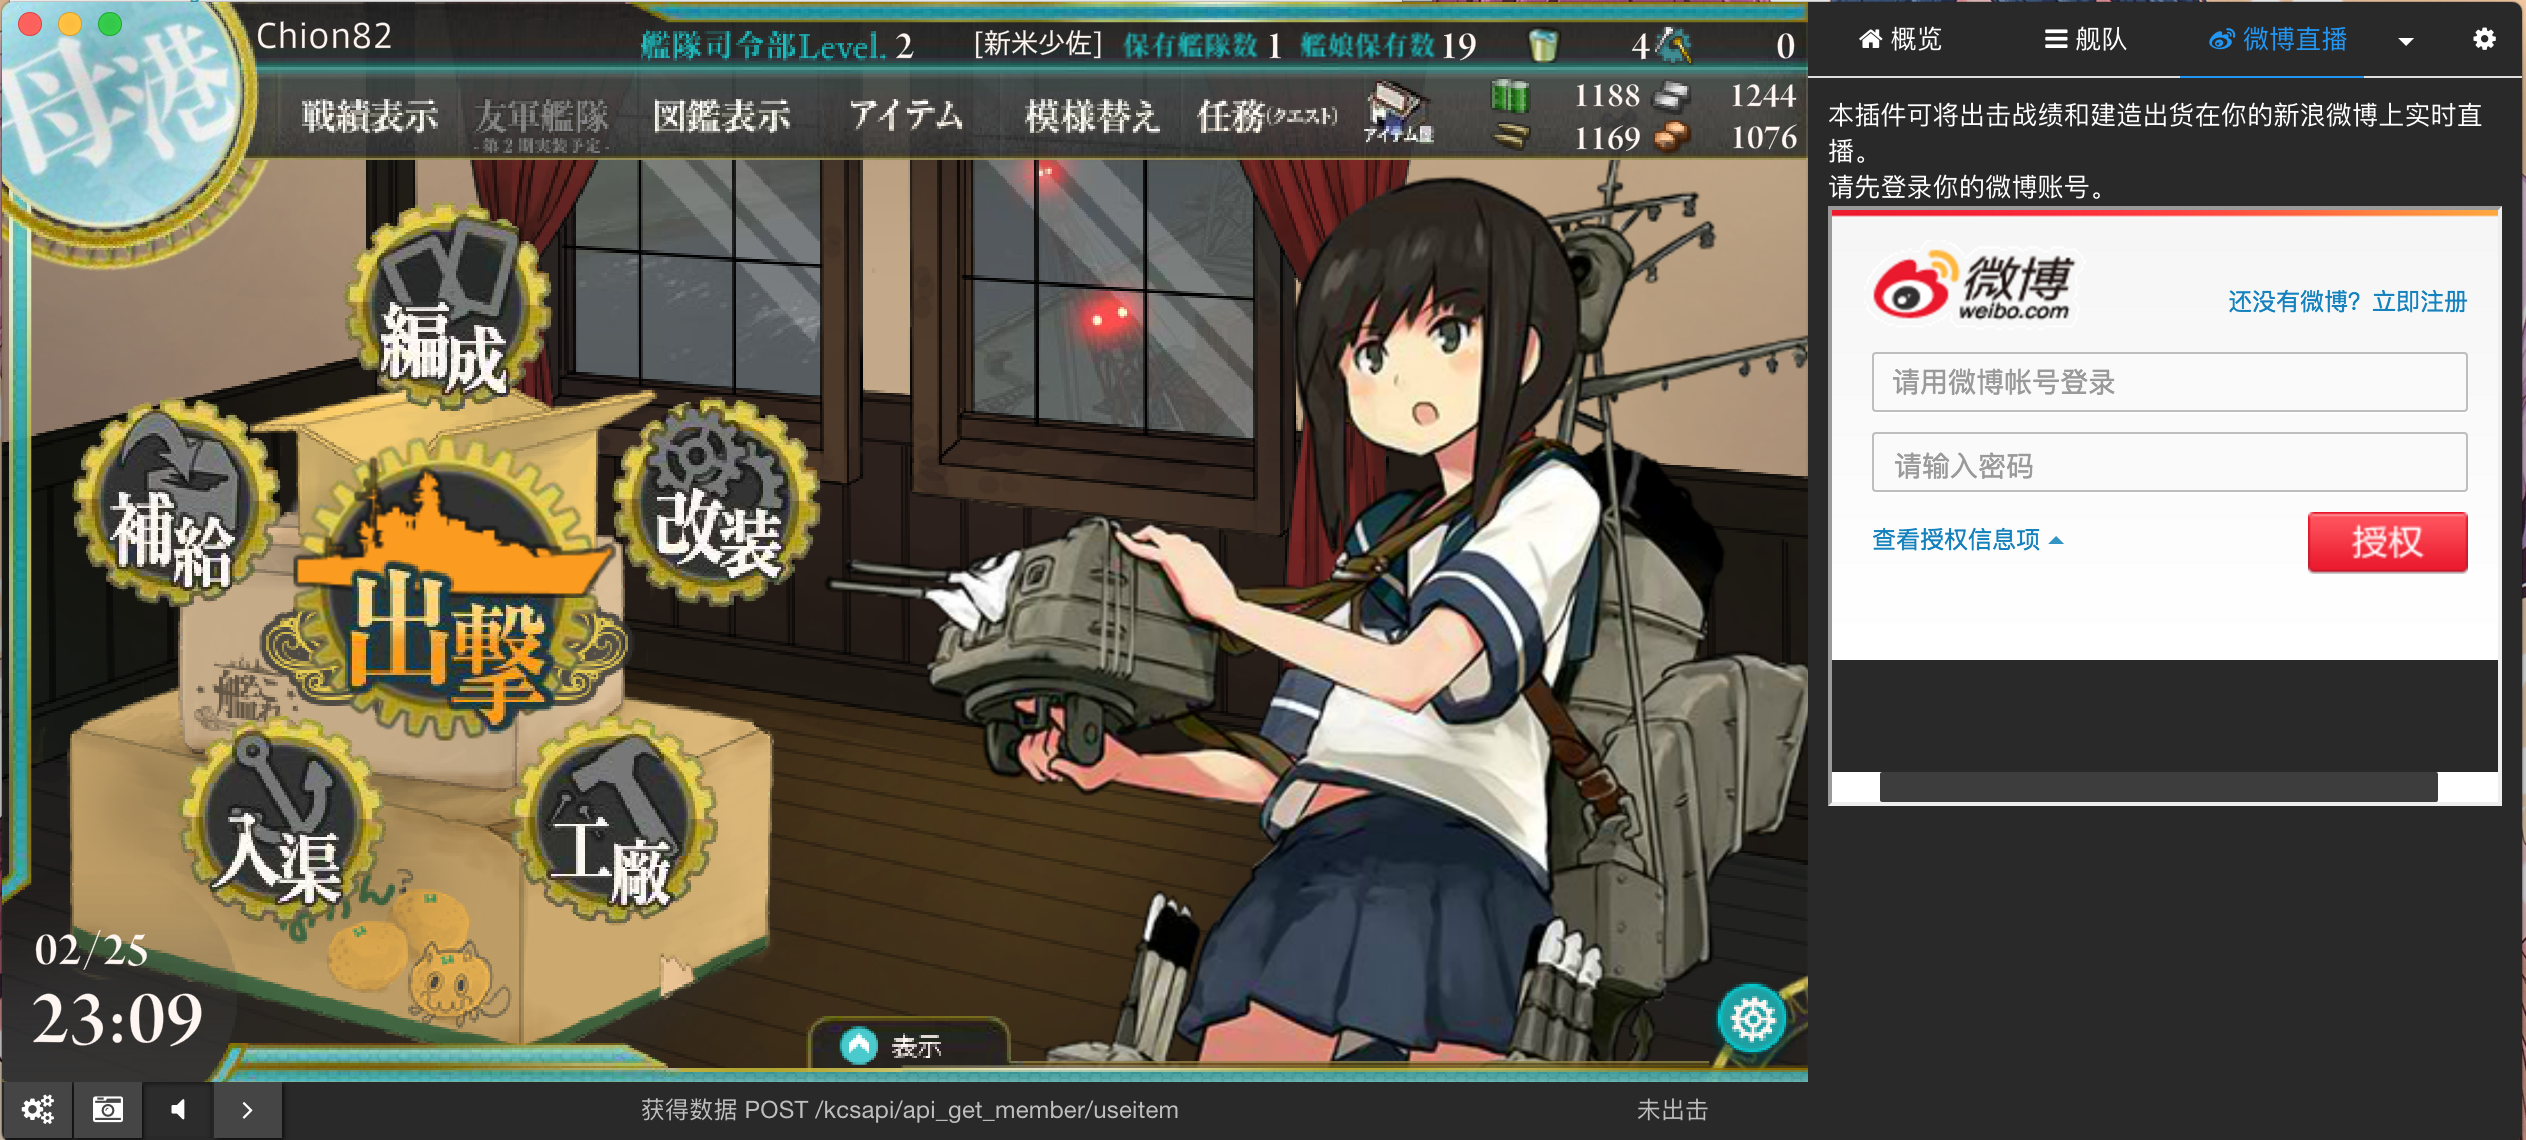 母港
Chion82
艦隊司令部Level. 2
[新米少佐]
保有艦隊数 1
艦娘保有数 19
4
0
戦績表示
友軍艦隊
-第2期実装予定-
図鑑表示
アイテム
模様替え
任務(クエスト)
アイテム屋
1188
1244
1169
1076
編成
補給
改装
出撃
入渠
工廠
02/25
23:09
表示
获得数据 POST /kcsapi/api_get_member/useitem
未出击
概览
舰队
微博直播
本插件可将出击战绩和建造出货在你的新浪微博上实时直
播。
请先登录你的微博账号。
微博
weibo.com
还没有微博？立即注册
请用微博帐号登录
请输入密码
查看授权信息项
授权